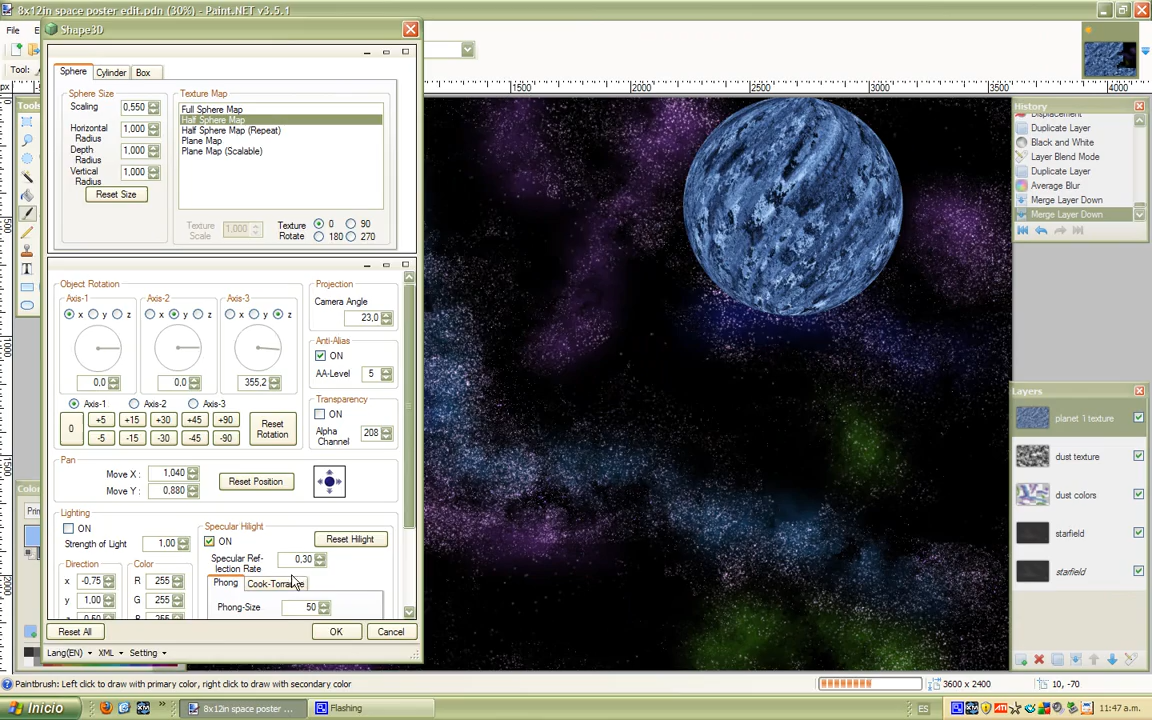 8x12in space poster edit.pdn (30%) - Paint.NET v3.5.1
File
Tool:
Shape3D
Sphere Cylinder Box
Sphere Size
Scaling 0,550
Horizontal Radius 1,000
Depth Radius 1,000
Vertical Radius 1,000
Reset Size
Texture Map
Full Sphere Map
Half Sphere Map
Half Sphere Map (Repeat)
Plane Map
Plane Map (Scalable)
Texture Scale 1,000
Texture Rotate 0 90
180 270
Object Rotation
Axis-1 Axis-2 Axis-3
x y z x y z x y z
0,0 0,0 355,2
Axis-1 Axis-2 Axis-3
0 +5 +15 +30 +45 +90
-5 -15 -30 -45 -90
Reset Rotation
Projection
Camera Angle
23,0
Anti-Alias
ON
AA-Level 5
Transparency
ON
Alpha Channel 208
Pan
Move X : 1,040
Move Y : 0,880
Reset Position
Lighting
ON
Strength of Light 1,00
Direction
x -0,75
y 1,00
Color
R 255
G 255
Specular Hilight
ON
Reset Hilight
Specular Ref-
lection Rate 0,30
Phong
Phong-Size 50
Reset All OK Cancel
Lang(EN) XML Setting
px
1500 2000 2500 3000 3500 4000
0
500
1000
1500
2000
Tools
History
Displacement
Duplicate Layer
Black and White
Layer Blend Mode
Duplicate Layer
Average Blur
Merge Layer Down
Merge Layer Down
Layers
planet 1 texture
dust texture
dust colors
starfield
starfield
Paintbrush: Left click to draw with primary color, right click to draw with secondary color
3600 x 2400
10, -70
Inicio
8x12in space poster ...
Flashing
ES
11:47 a.m.